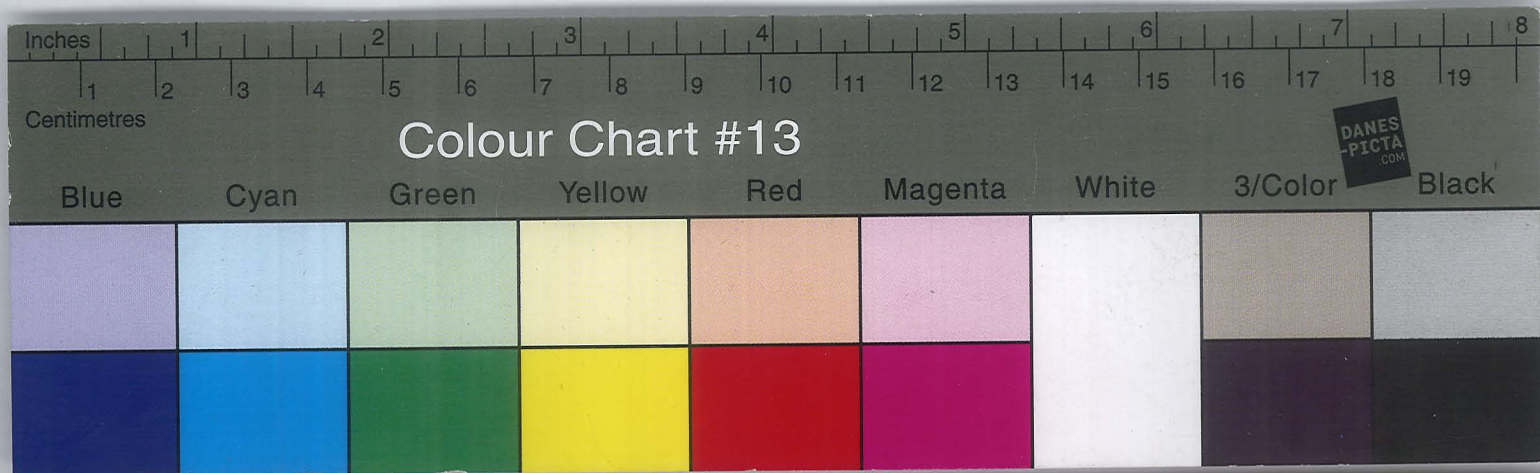 Inches 1 2 3 4 5 6 7 8
1 2 3 4 5 6 7 8 9 10 11 12 13 14 15 16 17 18 19
Centimetres
Colour Chart #13
DANES
-PICTA
.COM
Blue Cyan Green Yellow Red Magenta White 3/Color Black